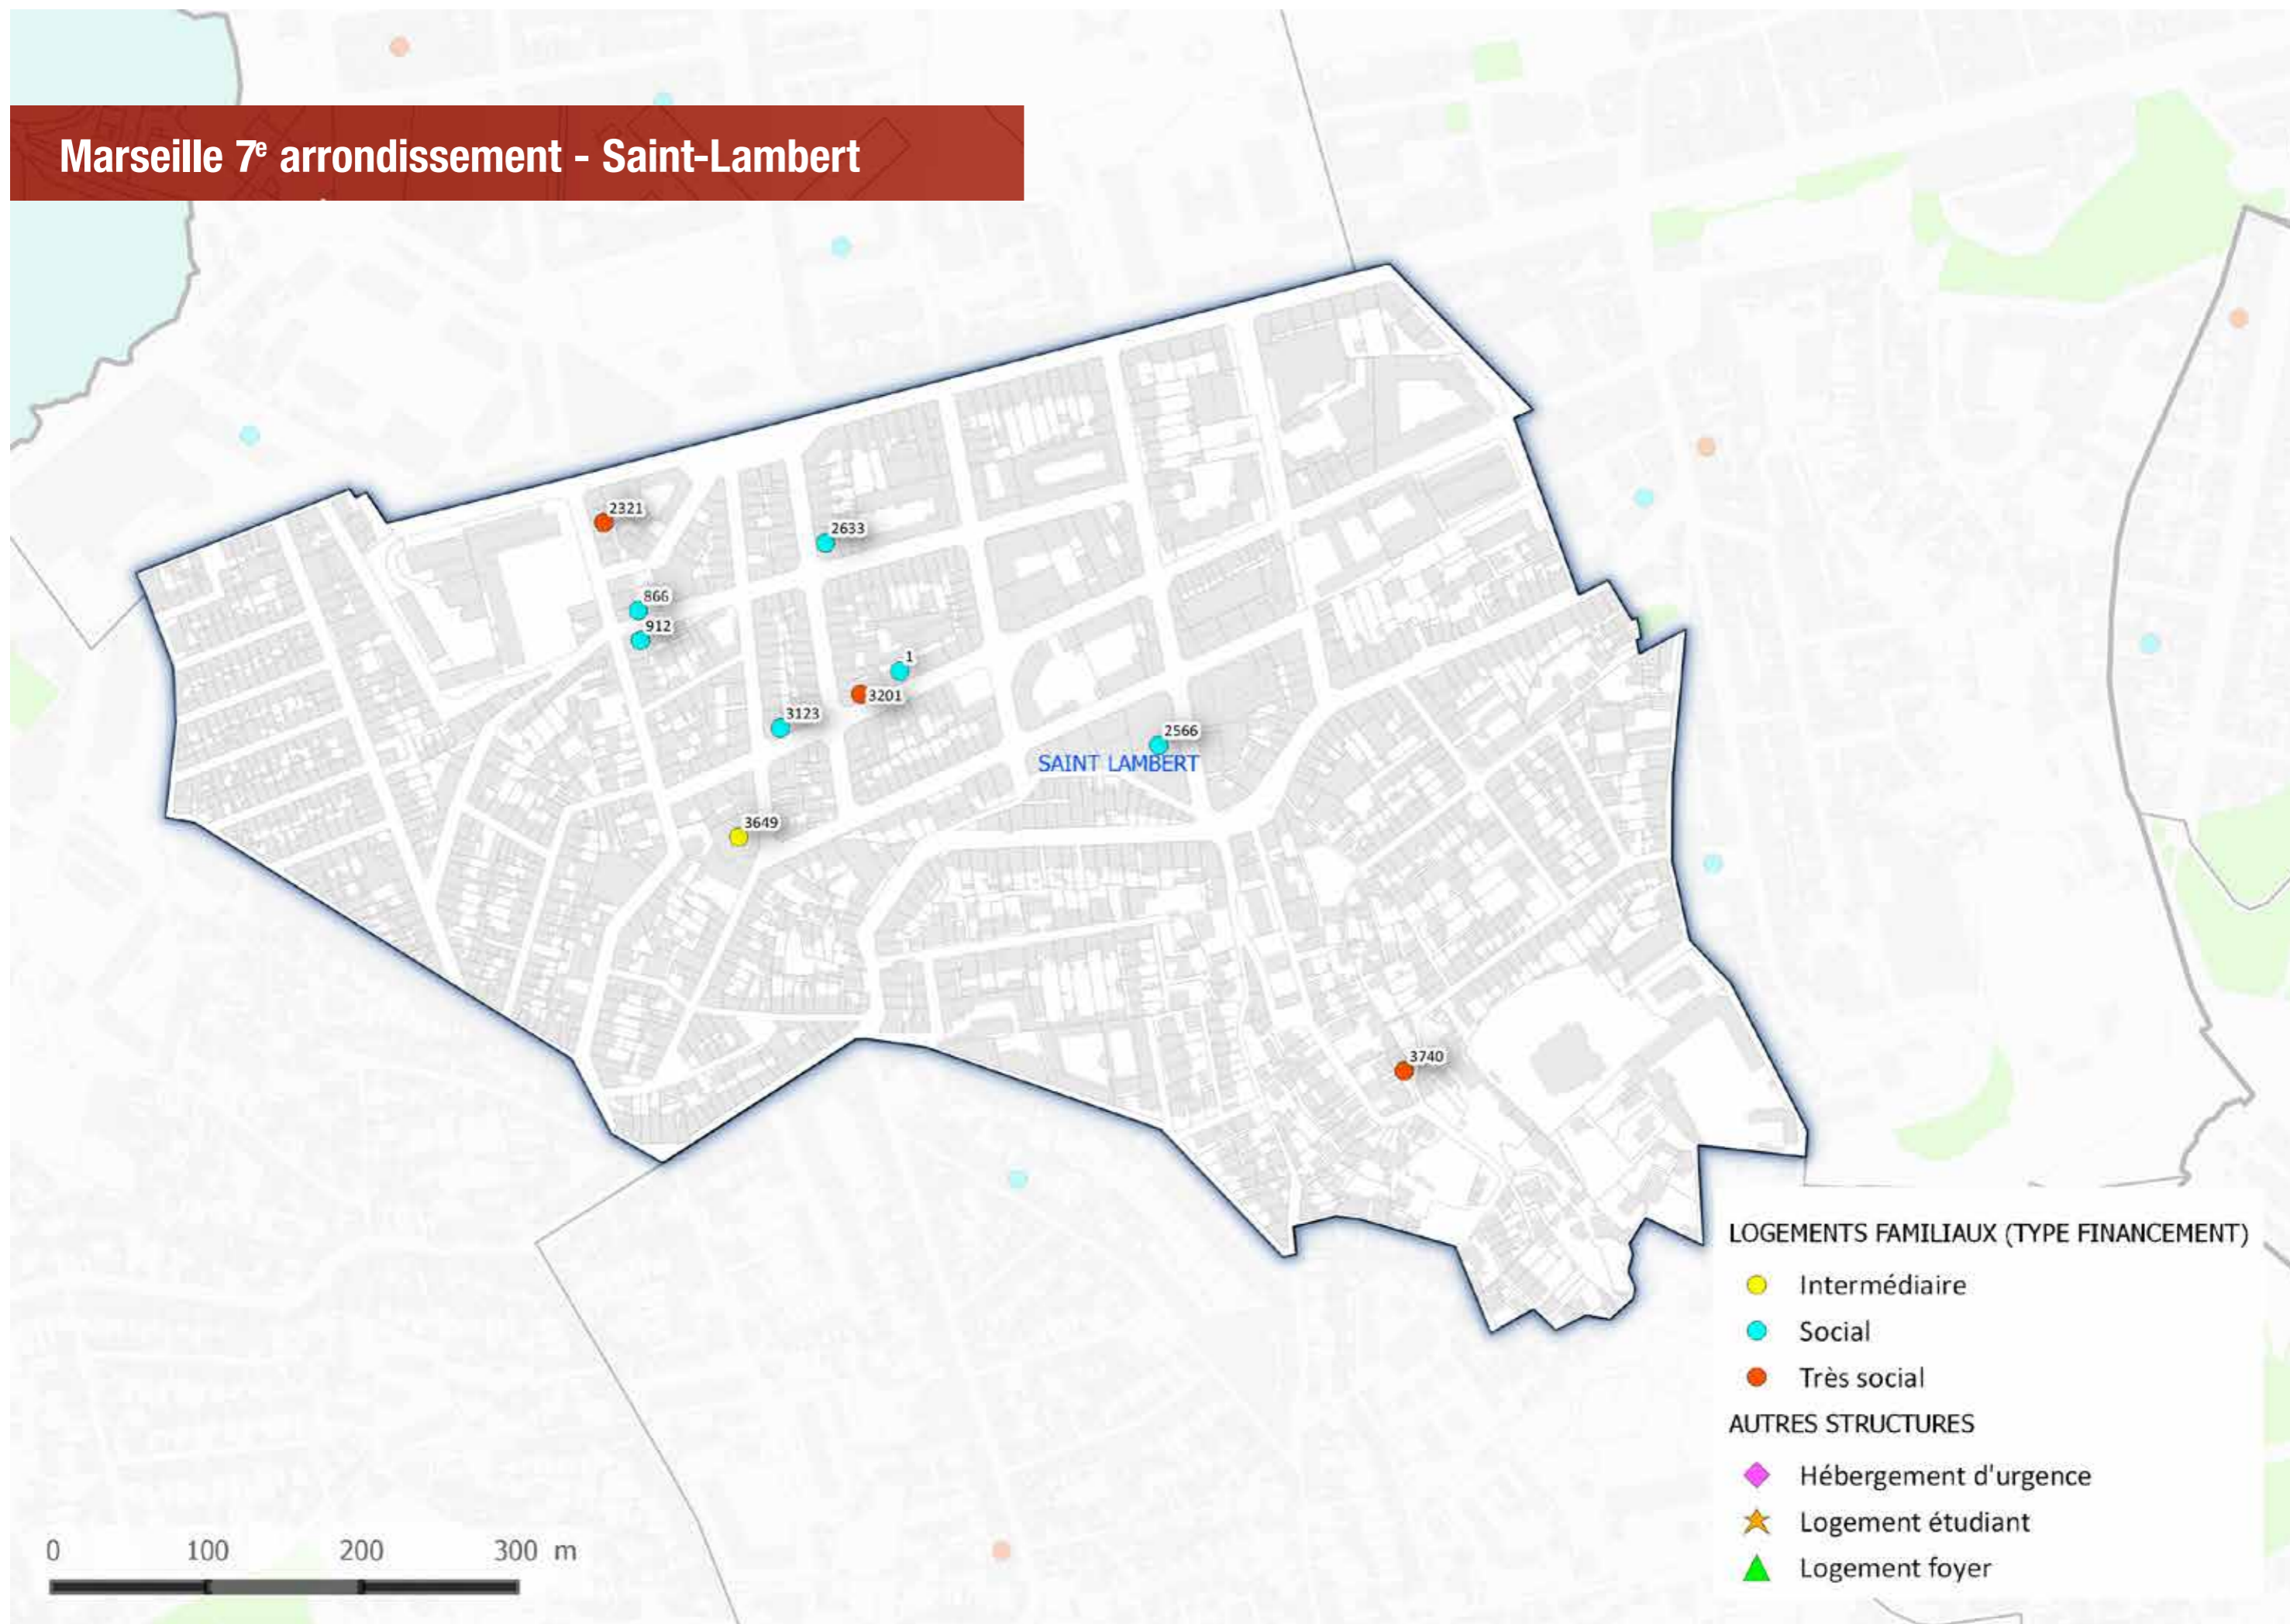 Marseille 7e arrondissement - Saint-Lambert
2321
2633
866
912
1
3201
3123
2566
SAINT LAMBERT
3649
3740
LOGEMENTS FAMILIAUX (TYPE FINANCEMENT)
Intermédiaire
Social
Très social
AUTRES STRUCTURES
Hébergement d'urgence
Logement étudiant
Logement foyer
0 100 200 300 m